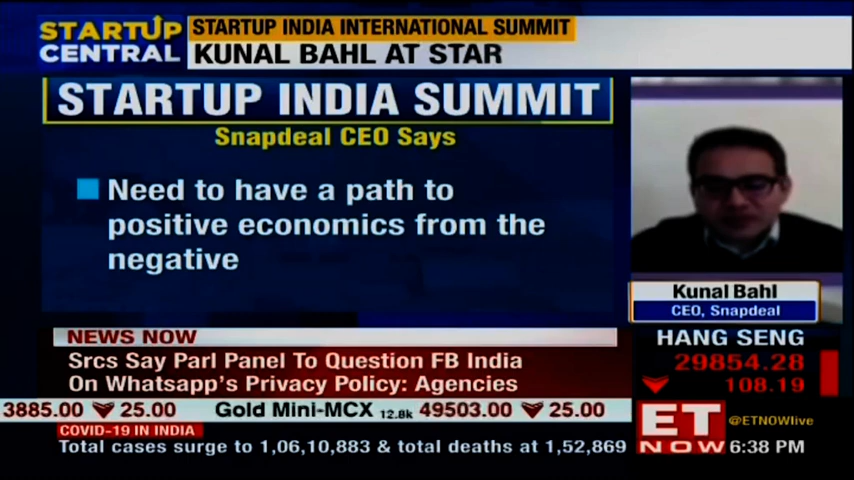 STARTUP CENTRAL
STARTUP INDIA INTERNATIONAL SUMMIT
KUNAL BAHL AT STAR
STARTUP INDIA SUMMIT
Snapdeal CEO Says
Need to have a path to
positive economics from the
negative
Kunal Bahl
CEO, Snapdeal
NEWS NOW
Srcs Say Parl Panel To Question FB India
On Whatsapp's Privacy Policy: Agencies
HANG SENG
29854.28
108.19
3885.00 25.00 Gold Mini-MCX 12.8k 49503.00 25.00
ET NOW
@ETNOWlive
COVID-19 IN INDIA
Total cases surge to 1,06,10,883 & total deaths at 1,52,869
6:38 PM